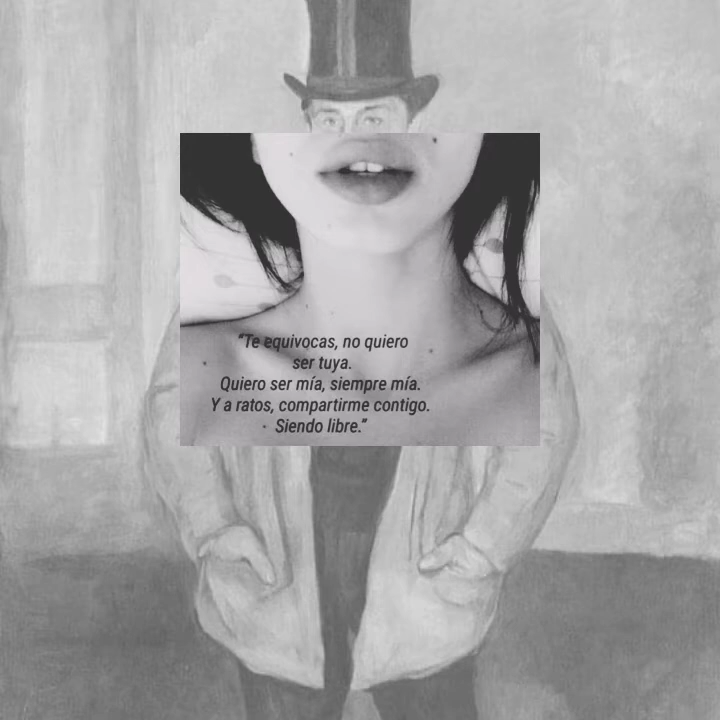 “Te equivocas, no quiero
ser tuya.
Quiero ser mía, siempre mía.
Y a ratos, compartirme contigo.
Siendo libre.”